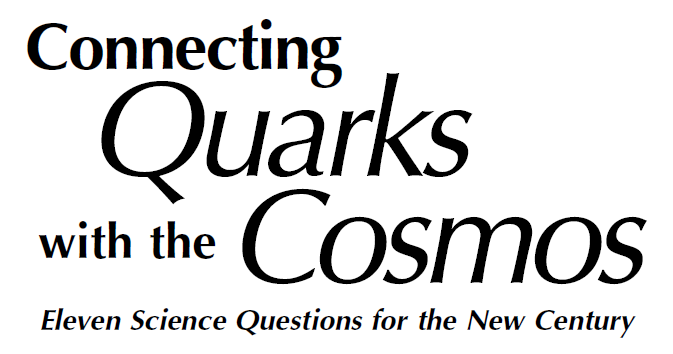 Connecting
Quarks
with the Cosmos
Eleven Science Questions for the New Century